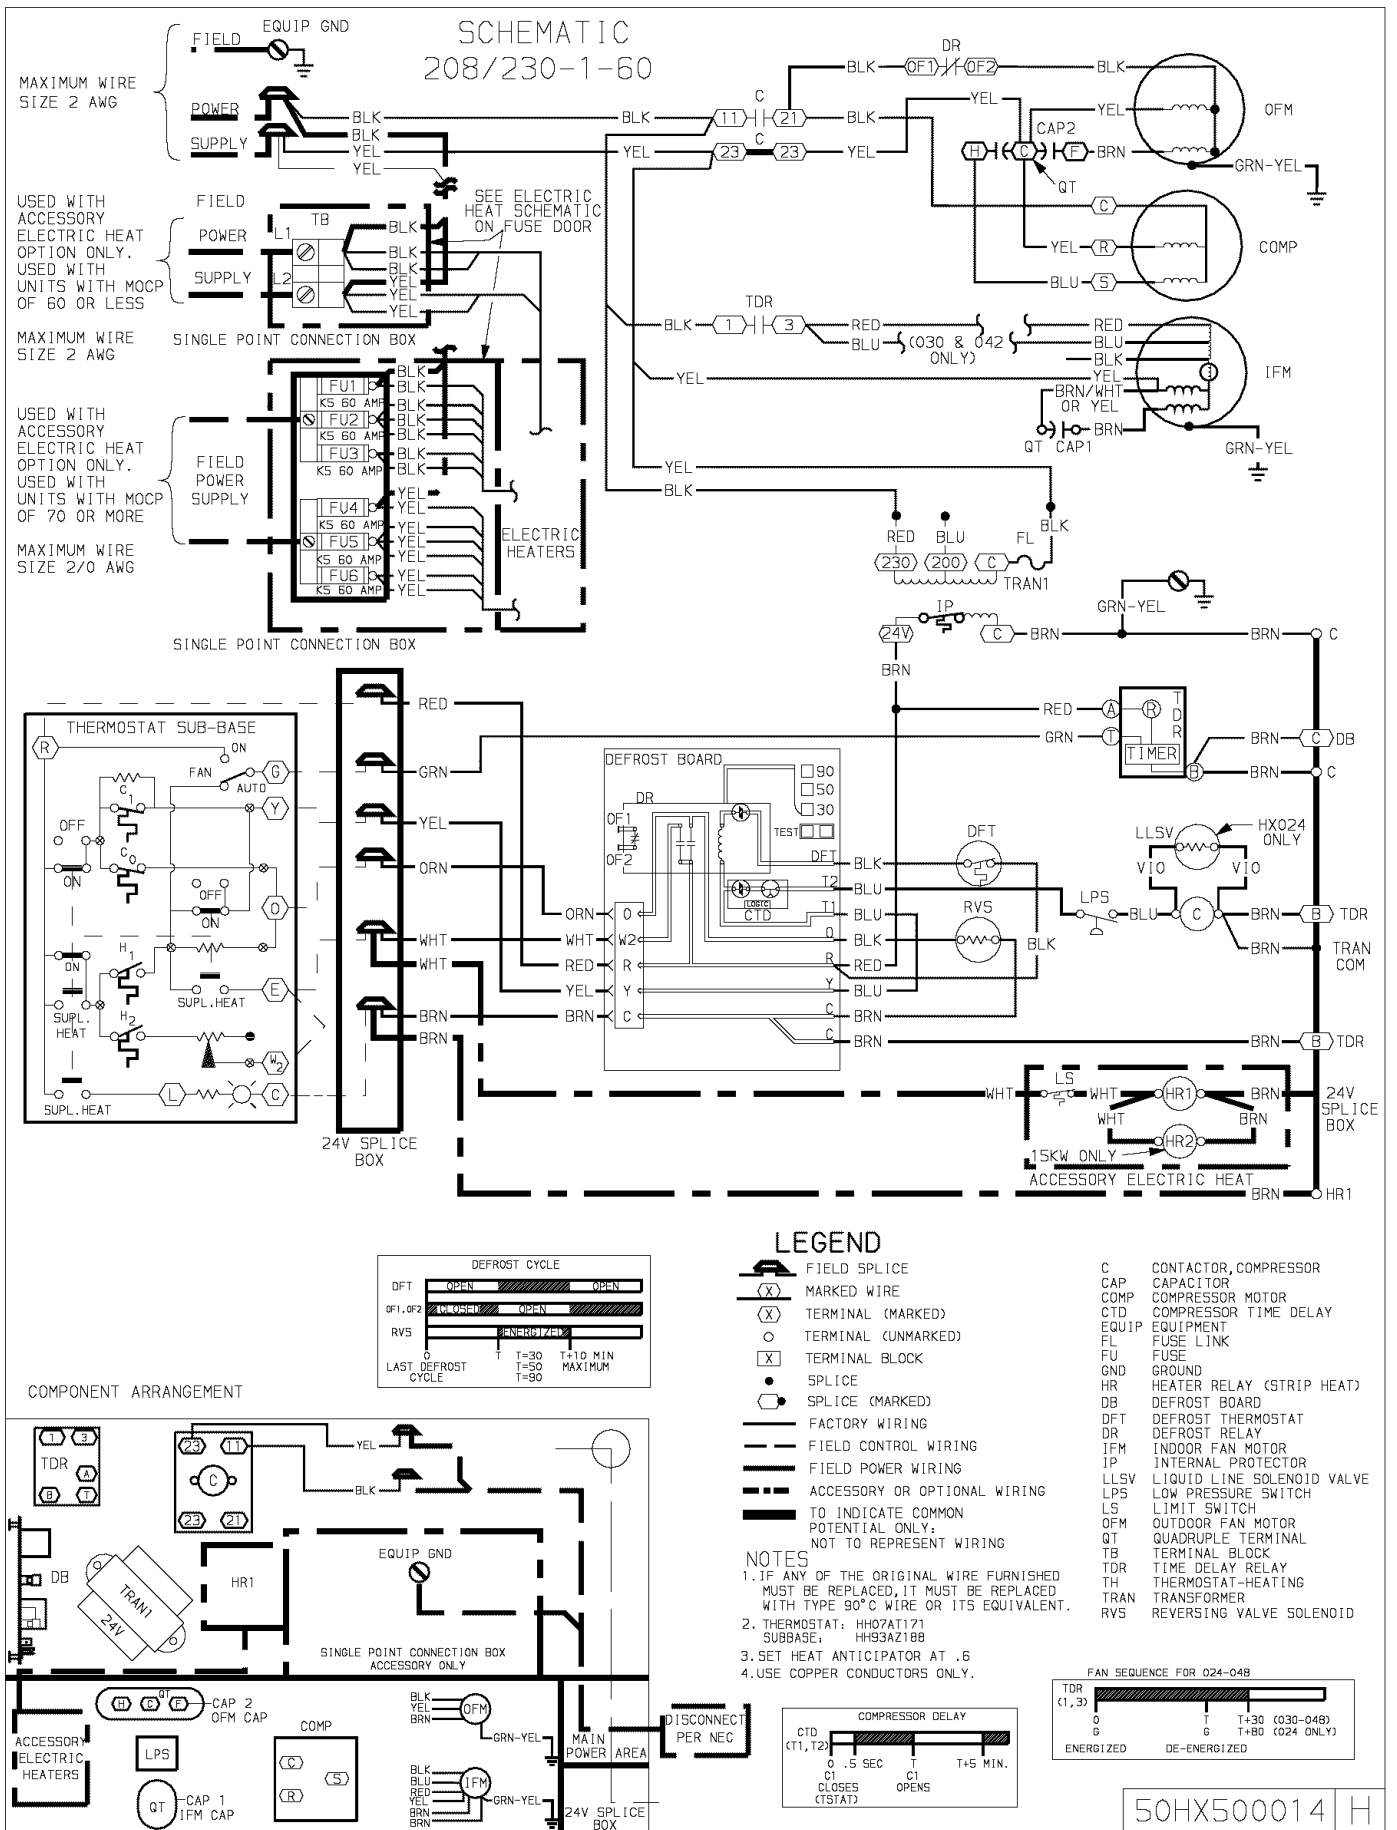 SCHEMATIC
208/230-1-60
EQUIP GND
FIELD
MAXIMUM WIRE
SIZE 2 AWG
POWER
SUPPLY
BLK
BLK
YEL
YEL
BLK
YEL
C
11
21
C
23
23
BLK
YEL
BLK
DR
OF1
OF2
BLK
YEL
YEL
CAP2
H
C
F
BRN
QT
OFM
GRN-YEL
C
YEL
R
BLU
S
COMP
USED WITH
ACCESSORY
ELECTRIC HEAT
OPTION ONLY.
USED WITH
UNITS WITH MOCP
OF 60 OR LESS
FIELD
POWER
SUPPLY
L1
L2
TB
BLK
BLK
BLK
YEL
YEL
YEL
SEE ELECTRIC
HEAT SCHEMATIC
ON FUSE DOOR
MAXIMUM WIRE
SIZE 2 AWG
SINGLE POINT CONNECTION BOX
TDR
BLK
1
3
RED
BLU
(030 & 042
ONLY)
RED
BLU
BLK
YEL
YEL
BRN/WHT
OR YEL
BRN
QT CAP1
IFM
GRN-YEL
USED WITH
ACCESSORY
ELECTRIC HEAT
OPTION ONLY.
USED WITH
UNITS WITH MOCP
OF 70 OR MORE
FIELD
POWER
SUPPLY
MAXIMUM WIRE
SIZE 2/0 AWG
FU1
K5 60 AMP
FU2
K5 60 AMP
FU3
K5 60 AMP
FU4
K5 60 AMP
FU5
K5 60 AMP
FU6
K5 60 AMP
BLK
BLK
BLK
BLK
BLK
BLK
BLK
YEL
YEL
YEL
YEL
YEL
YEL
YEL
ELECTRIC
HEATERS
SINGLE POINT CONNECTION BOX
YEL
BLK
RED
BLU
FL
BLK
230
200
C
TRAN1
IP
24V
C
BRN
GRN-YEL
BRN
C
BRN
THERMOSTAT SUB-BASE
R
ON
FAN
AUTO
G
C1
Y
OFF
CO
ON
OFF
ON
O
H1
ON
E
SUPL.HEAT
SUPL.
HEAT
H2
W2
L
C
SUPL.HEAT
RED
GRN
YEL
ORN
WHT
WHT
BRN
BRN
24V SPLICE
BOX
RED
GRN
A
T
R
TDR
TIMER
B
BRN
C
DB
BRN
C
DEFROST BOARD
90
50
30
TEST
DR
OF1
OF2
LOGIC
CTD
DFT
T2
T1
O
R
Y
C
C
ORN
O
WHT
W2
RED
R
YEL
Y
BRN
C
BLK
BLU
BLU
BLK
RED
BLU
BRN
BRN
DFT
RVS
BLK
LPS
BLU
LLSV
HX024
ONLY
VIO
VIO
C
BRN
B
TDR
BRN
TRAN
COM
BRN
B
TDR
WHT
LS
WHT
HR1
BRN
WHT
HR2
BRN
15KW ONLY
ACCESSORY ELECTRIC HEAT
24V
SPLICE
BOX
BRN
HR1
DEFROST CYCLE
DFT
OPEN
OPEN
OF1,OF2
CLOSED
OPEN
RVS
ENERGIZED
0
LAST DEFROST
CYCLE
T
T=30
T=50
T=90
T+10 MIN
MAXIMUM
LEGEND
FIELD SPLICE
X
MARKED WIRE
X
TERMINAL (MARKED)
TERMINAL (UNMARKED)
X
TERMINAL BLOCK
SPLICE
SPLICE (MARKED)
FACTORY WIRING
FIELD CONTROL WIRING
FIELD POWER WIRING
ACCESSORY OR OPTIONAL WIRING
TO INDICATE COMMON
POTENTIAL ONLY:
NOT TO REPRESENT WIRING
C CONTACTOR,COMPRESSOR
CAP CAPACITOR
COMP COMPRESSOR MOTOR
CTD COMPRESSOR TIME DELAY
EQUIP EQUIPMENT
FL FUSE LINK
FU FUSE
GND GROUND
HR HEATER RELAY (STRIP HEAT)
DB DEFROST BOARD
DFT DEFROST THERMOSTAT
DR DEFROST RELAY
IFM INDOOR FAN MOTOR
IP INTERNAL PROTECTOR
LLSV LIQUID LINE SOLENOID VALVE
LPS LOW PRESSURE SWITCH
LS LIMIT SWITCH
OFM OUTDOOR FAN MOTOR
QT QUADRUPLE TERMINAL
TB TERMINAL BLOCK
TDR TIME DELAY RELAY
TH THERMOSTAT-HEATING
TRAN TRANSFORMER
RVS REVERSING VALVE SOLENOID
NOTES
1.IF ANY OF THE ORIGINAL WIRE FURNISHED
MUST BE REPLACED,IT MUST BE REPLACED
WITH TYPE 90°C WIRE OR ITS EQUIVALENT.
2. THERMOSTAT: HH07AT171
SUBBASE: HH93AZ188
3.SET HEAT ANTICIPATOR AT .6
4.USE COPPER CONDUCTORS ONLY.
COMPONENT ARRANGEMENT
1
3
TDR
A
B
T
23
11
C
23
21
YEL
BLK
DB
TRAN1
24V
HR1
EQUIP GND
SINGLE POINT CONNECTION BOX
ACCESSORY ONLY
ACCESSORY
ELECTRIC
HEATERS
QT
H
C
F
CAP 2
OFM CAP
LPS
QT
CAP 1
IFM CAP
COMP
C
S
R
BLK
YEL
BRN
OFM
GRN-YEL
BLK
BLU
RED
YEL
BRN
BRN
IFM
GRN-YEL
MAIN
POWER AREA
24V SPLICE
BOX
DISCONNECT
PER NEC
COMPRESSOR DELAY
CTD
(T1,T2)
0 .5 SEC T T+5 MIN.
C1
CLOSES
(TSTAT)
C1
OPENS
FAN SEQUENCE FOR 024-048
TDR
(1,3)
0 T T+30 (030-048)
G G T+80 (024 ONLY)
ENERGIZED DE-ENERGIZED
50HX500014 H